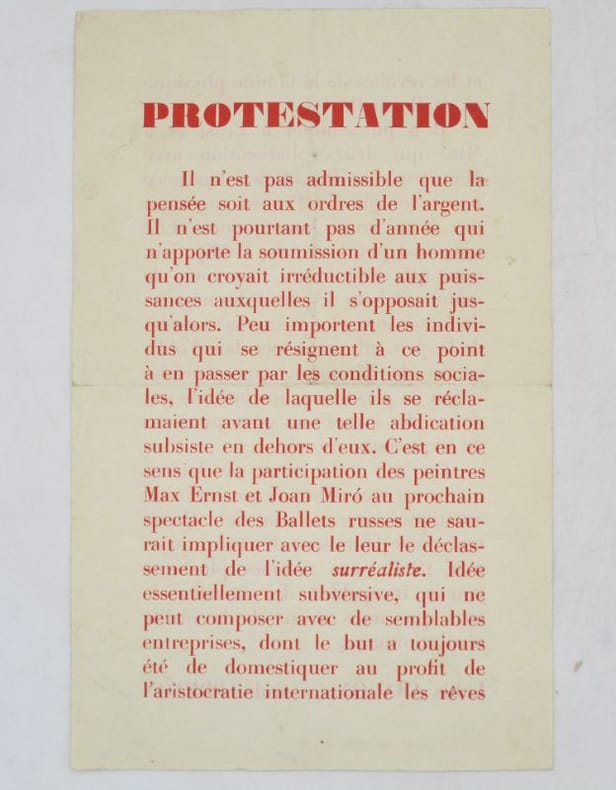 PROTESTATION
Il n'est pas admissible que la
pensée soit aux ordres de l'argent.
Il n'est pourtant pas d'année qui
n'apporte la soumission d'un homme
qu'on croyait irréductible aux puis-
sances auxquelles il s'opposait jus-
qu'alors. Peu importent les indivi-
dus qui se résignent à ce point
à en passer par les conditions socia-
les, l'idée de laquelle ils se récla-
maient avant une telle abdication
subsiste en dehors d'eux. C'est en ce
sens que la participation des peintres
Max Ernst et Joan Miró au prochain
spectacle des Ballets russes ne sau-
rait impliquer avec le leur le déclas-
sement de l'idée surréaliste. Idée
essentiellement subversive, qui ne
peut composer avec de semblables
entreprises, dont le but a toujours
été de domestiquer au profit de
l'aristocratie internationale les rêves